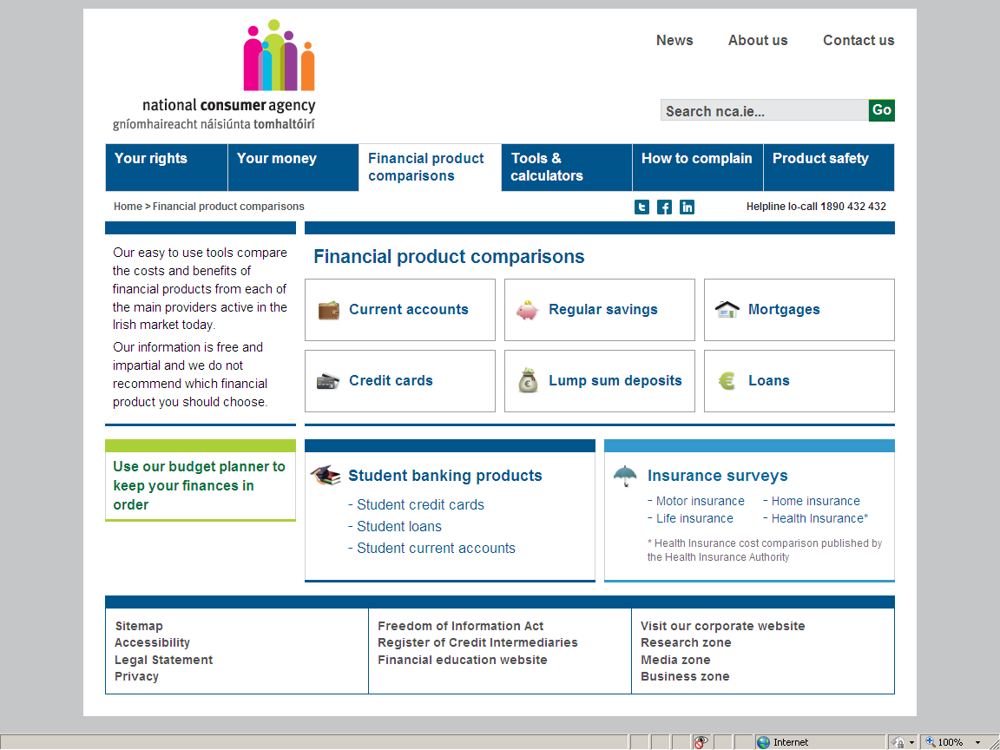 News About us Contact us
national consumer agency
gníomhaireacht náisiúnta tomhaltóirí
Search nca.ie... Go
Your rights
Your money
Financial product
comparisons
Tools &
calculators
How to complain
Product safety
Home > Financial product comparisons
Helpline lo-call 1890 432 432
Our easy to use tools compare
the costs and benefits of
financial products from each of
the main providers active in the
Irish market today.
Our information is free and
impartial and we do not
recommend which financial
product you should choose.
Financial product comparisons
Current accounts
Regular savings
Mortgages
Credit cards
Lump sum deposits
Loans
Use our budget planner to
keep your finances in
order
Student banking products
- Student credit cards
- Student loans
- Student current accounts
Insurance surveys
- Motor insurance - Home insurance
- Life insurance - Health Insurance*
* Health Insurance cost comparison published by
the Health Insurance Authority
Sitemap
Accessibility
Legal Statement
Privacy
Freedom of Information Act
Register of Credit Intermediaries
Financial education website
Visit our corporate website
Research zone
Media zone
Business zone
Internet 100%